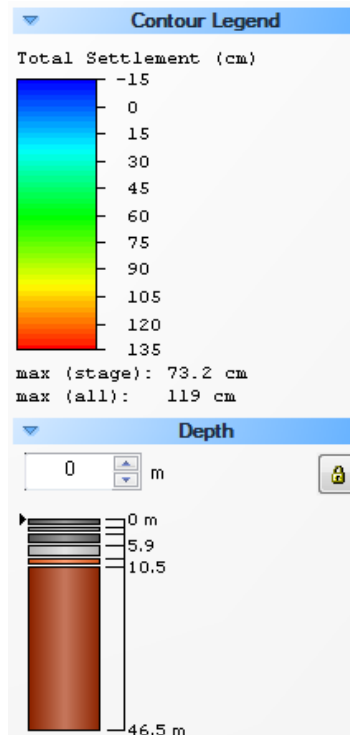 Contour Legend
Total Settlement (cm)
-15
0
15
30
45
60
75
90
105
120
135
max (stage): 73.2 cm
max (all): 119 cm
Depth
0 m
0 m
5.9
10.5
46.5 m